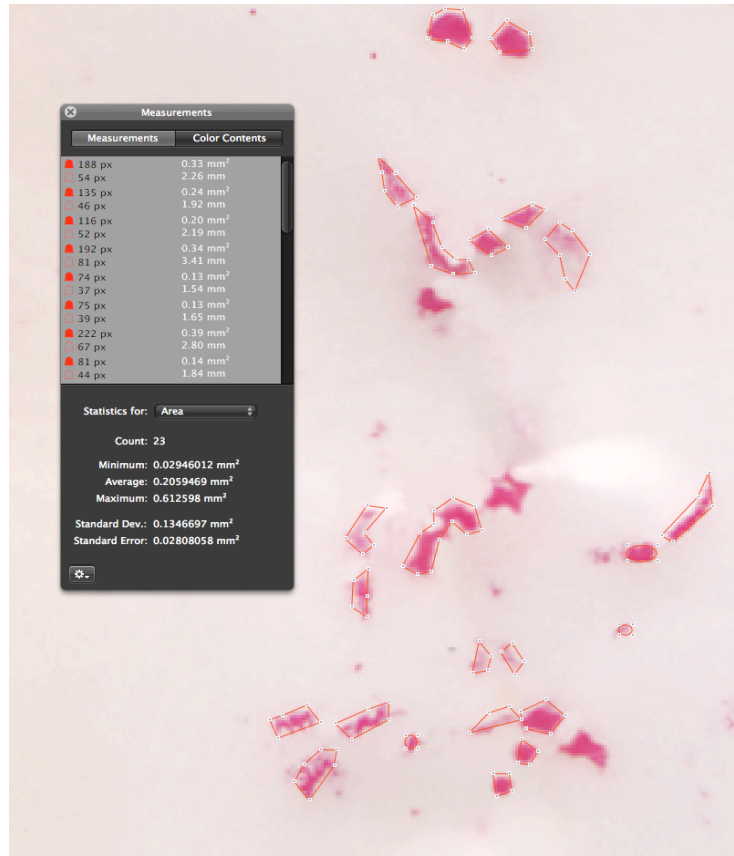 Measurements
Measurements Color Contents
188 px 0.33 mm²
54 px 2.26 mm
135 px 0.24 mm²
46 px 1.92 mm
116 px 0.20 mm²
52 px 2.19 mm
192 px 0.34 mm²
81 px 3.41 mm
74 px 0.13 mm²
37 px 1.54 mm
75 px 0.13 mm²
39 px 1.65 mm
222 px 0.39 mm²
67 px 2.80 mm
81 px 0.14 mm²
44 px 1.84 mm
Statistics for: Area
Count: 23
Minimum: 0.02946012 mm²
Average: 0.2059469 mm²
Maximum: 0.612598 mm²
Standard Dev.: 0.1346697 mm²
Standard Error: 0.02808058 mm²